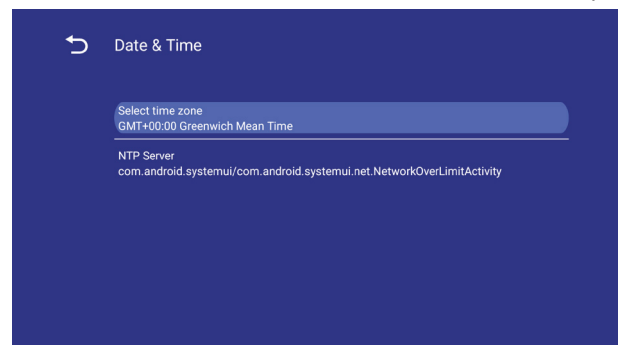 Date & Time
Select time zone
GMT+00:00 Greenwich Mean Time
NTP Server
com.android.systemui/com.android.systemui.net.NetworkOverLimitActivity